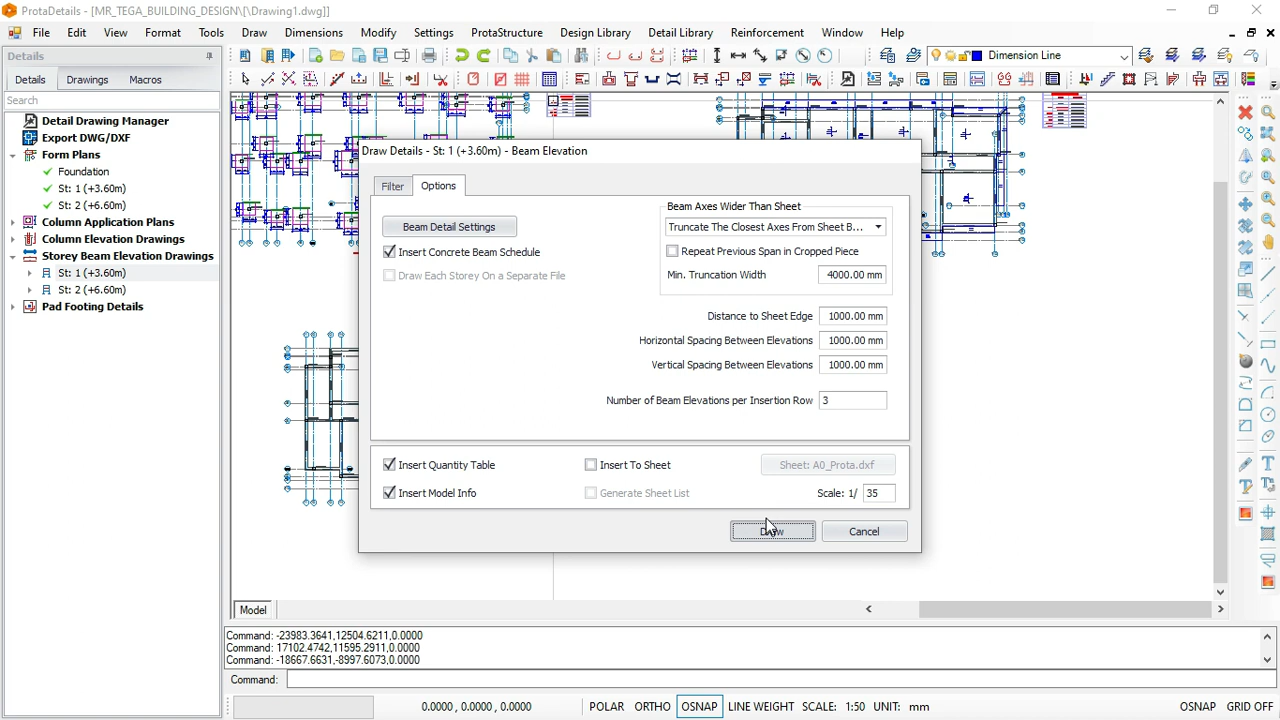 ProtaDetails - [MR_TEGA_BUILDING_DESIGN\[\Drawing1.dwg]]
File Edit View Format Tools Draw Dimensions Modify Settings ProtaStructure Design Library Detail Library Reinforcement Window Help
Details
Dimension Line
Details Drawings Macros
Search
Detail Drawing Manager
Export DWG/DXF
Form Plans
Foundation
St: 1 (+3.60m)
St: 2 (+6.60m)
Column Application Plans
Column Elevation Drawings
Storey Beam Elevation Drawings
St: 1 (+3.60m)
St: 2 (+6.60m)
Pad Footing Details
Draw Details - St: 1 (+3.60m) - Beam Elevation
Filter Options
Beam Detail Settings
Insert Concrete Beam Schedule
Draw Each Storey On a Separate File
Beam Axes Wider Than Sheet
Truncate The Closest Axes From Sheet B...
Repeat Previous Span in Cropped Piece
Min. Truncation Width 4000.00 mm
Distance to Sheet Edge 1000.00 mm
Horizontal Spacing Between Elevations 1000.00 mm
Vertical Spacing Between Elevations 1000.00 mm
Number of Beam Elevations per Insertion Row 3
Insert Quantity Table Insert To Sheet Sheet: A0_Prota.dxf
Insert Model Info Generate Sheet List Scale: 1/ 35
Draw Cancel
Model
Command: -23983.3641,12504.6211,0.0000
Command: 17102.4742,11595.2911,0.0000
Command: -18667.6631,-8997.6073,0.0000
Command:
0.0000 , 0.0000 , 0.0000 POLAR ORTHO OSNAP LINE WEIGHT SCALE: 1:50 UNIT: mm OSNAP GRID OFF